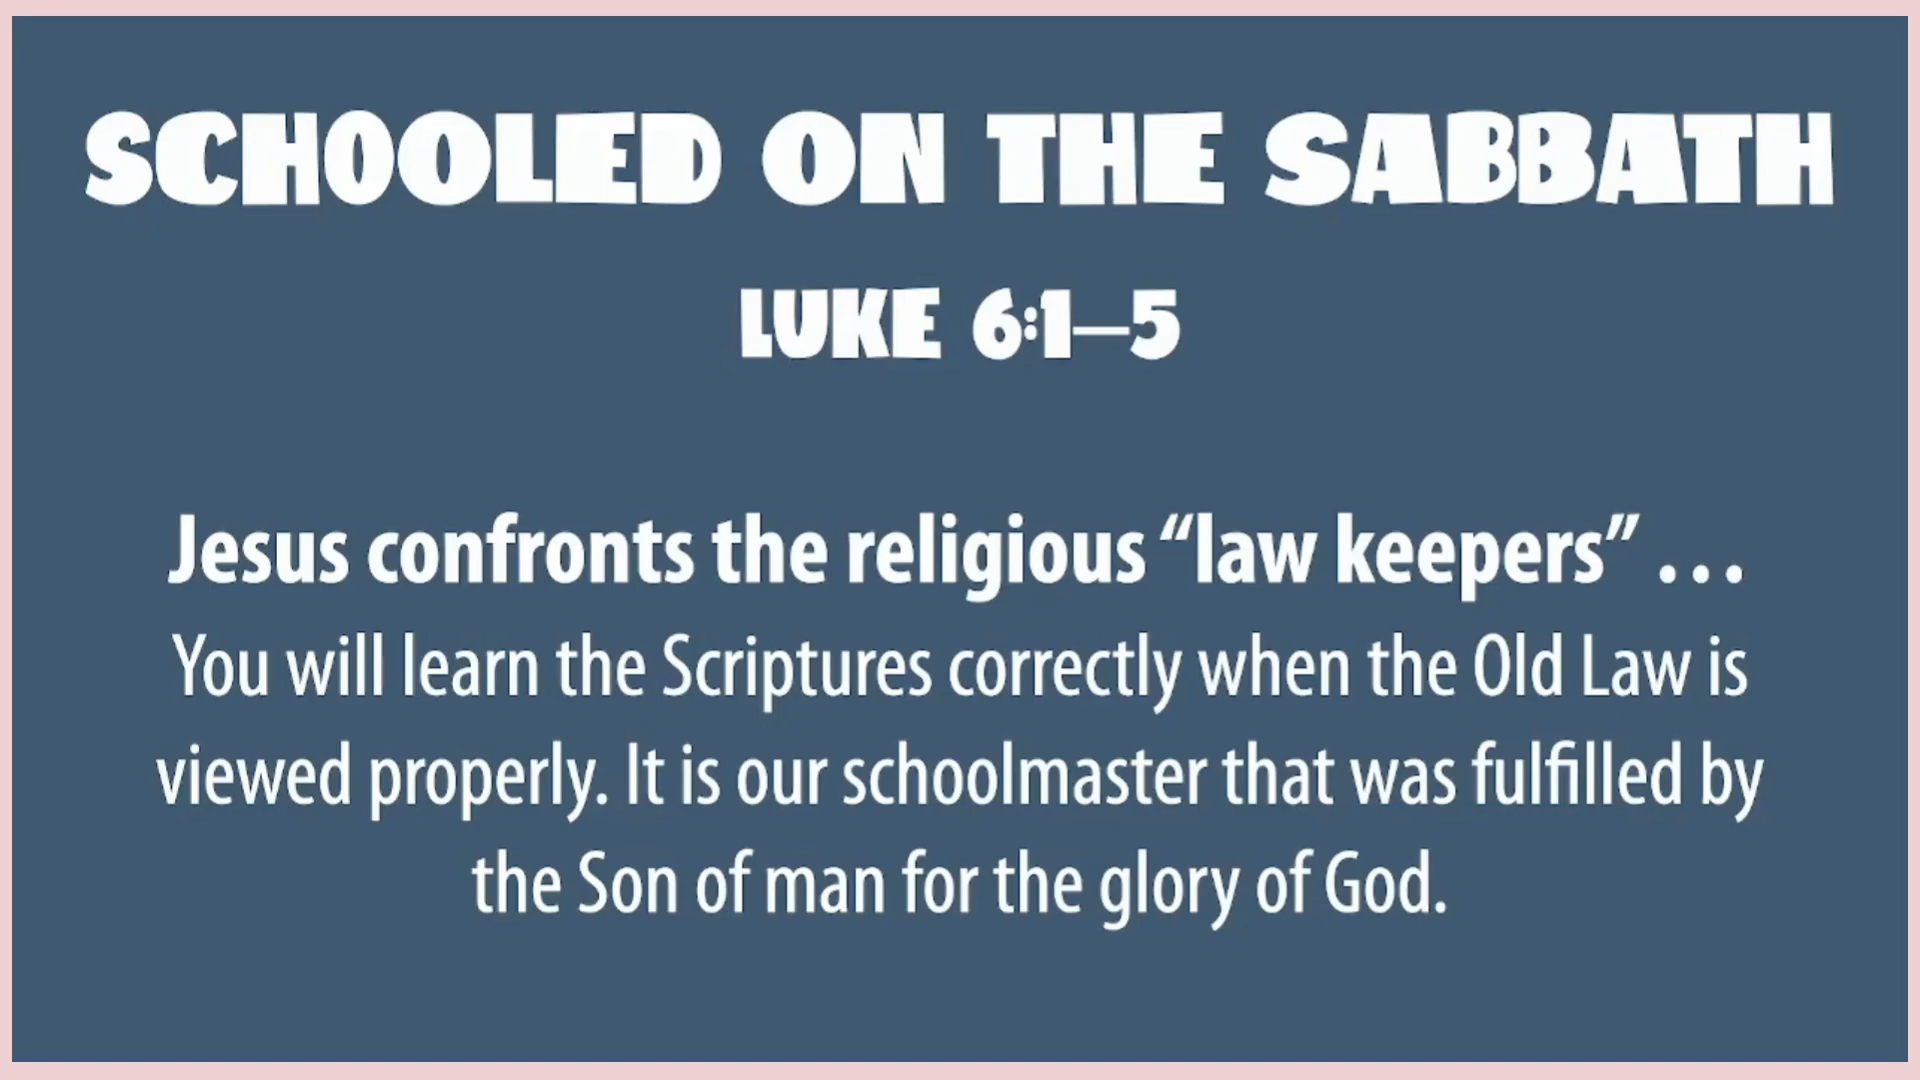 SCHOOLED ON THE SABBATH
LUKE 6:1–5
Jesus confronts the religious “law keepers” . . .
You will learn the Scriptures correctly when the Old Law is
viewed properly. It is our schoolmaster that was fulfilled by
the Son of man for the glory of God.